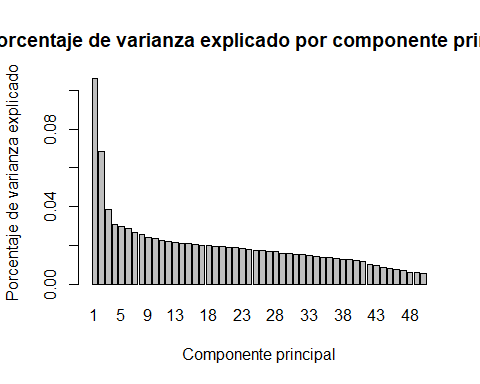 orcentaje de varianza explicado por componente prin
Porcentaje de varianza explicado
0.08
0.04
0.00
1 5 9 13 18 23 28 33 38 43 48
Componente principal